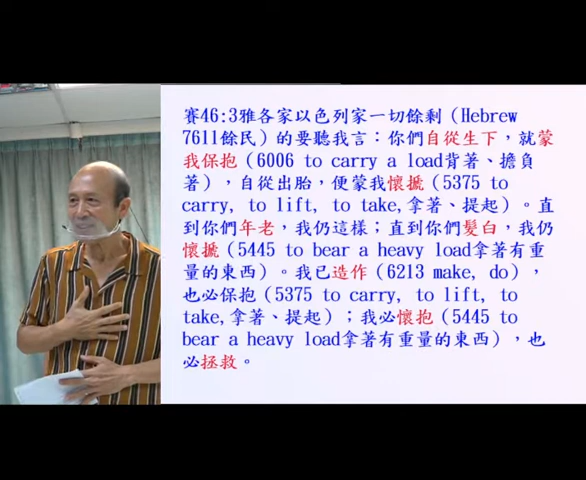 賽46:3雅各家以色列家一切餘剩（Hebrew
7611餘民）的要聽我言：你們自從生下，就蒙
我保抱（6006 to carry a load背著、擔負
著），自從出胎，便蒙我懷搋（5375 to
carry, to lift, to take,拿著、提起）。直
到你們年老，我仍這樣；直到你們髮白，我仍
懷搋（5445 to bear a heavy load拿著有重
量的東西）。我已造作（6213 make, do），
也必保抱（5375 to carry, to lift, to
take,拿著、提起）；我必懷抱（5445 to
bear a heavy load拿著有重量的東西），也
必拯救。